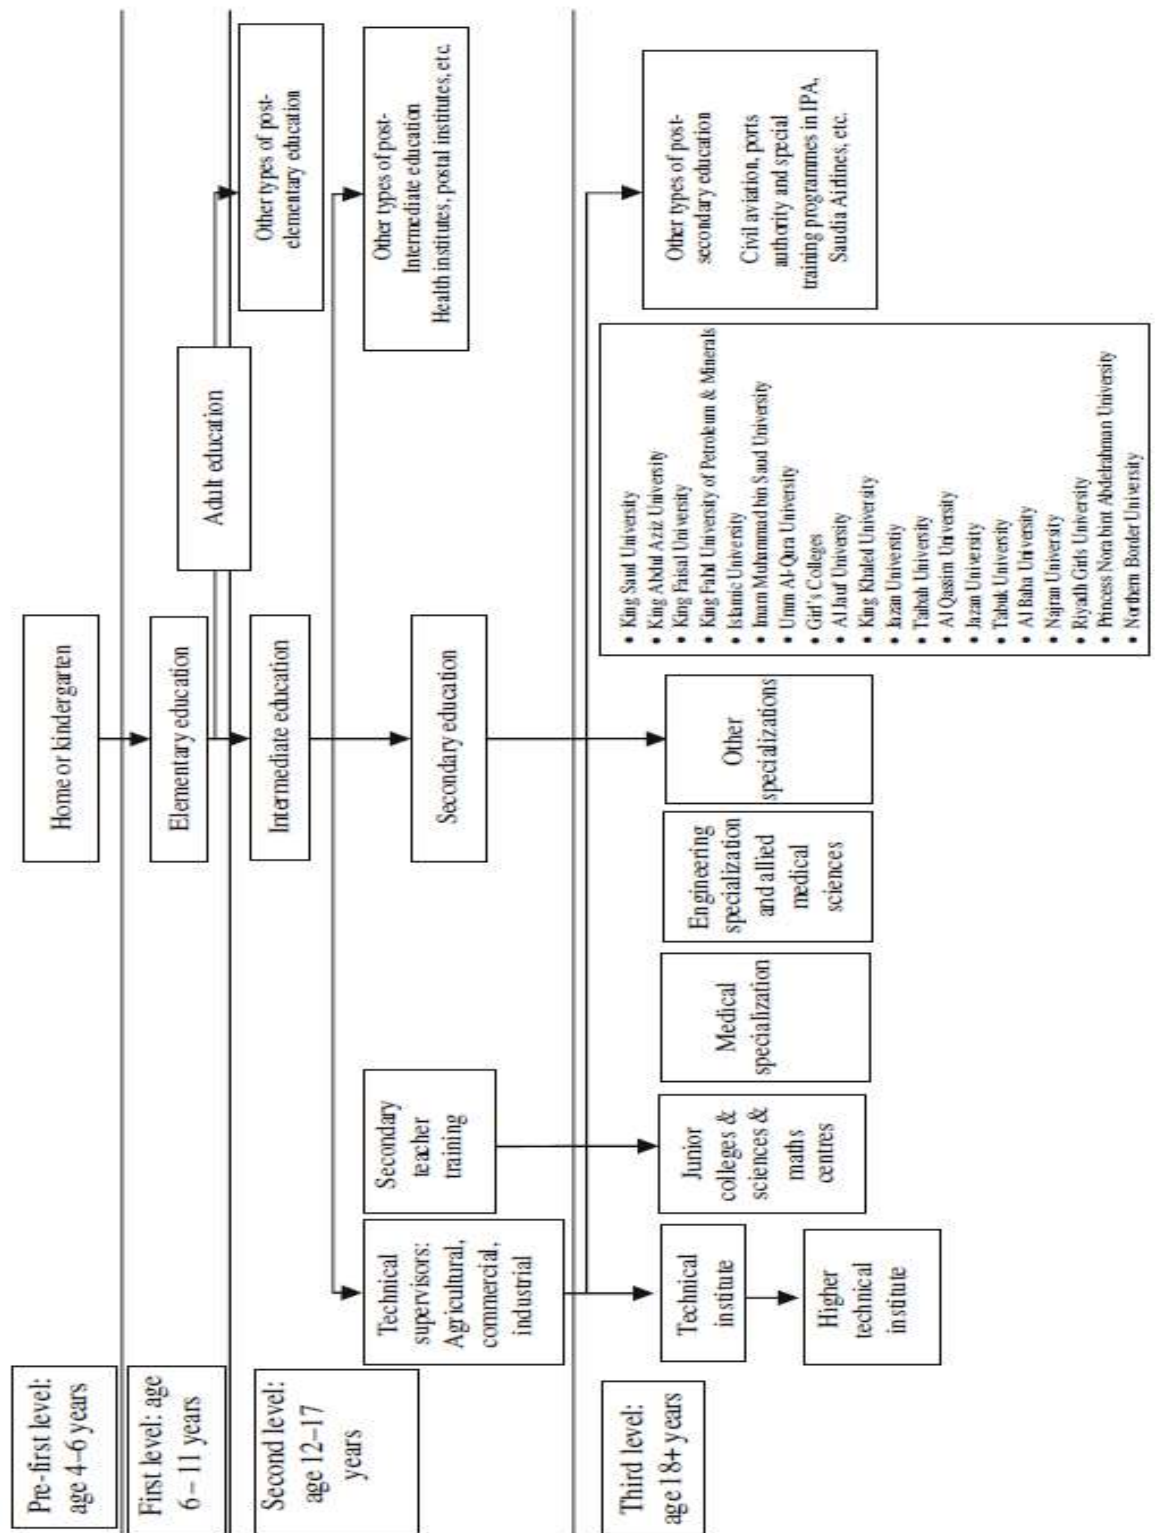 Pre-first level:
age 4–6 years
Home or kindergarten
First level: age
6 – 11 years
Elementary education
Adult education
Second level:
age 12–17
years
Intermediate education
Other types of post-
elementary education
Technical
supervisors:
Agricultural,
commercial,
industrial
Secondary
teacher
training
Secondary education
Other types of post-
Intermediate education
Health institutes, postal institutes, etc.
Third level:
age 18+ years
Technical
institute
Higher
technical
institute
Junior
colleges &
sciences &
maths
centres
Medical
specialization
Engineering
specialization
and allied
medical
sciences
Other
specializations
• King Saud University
• King Abdul Aziz University
• King Faisal University
• King Fahd University of Petroleum & Minerals
• Islamic University
• Imam Muhammad bin Saud University
• Umm Al-Qura University
• Girl's Colleges
• Al Jauf University
• King Khaled University
• Jazan University
• Taibah University
• Al Qassim University
• Jazan University
• Tabuk University
• Al Baha University
• Najran University
• Riyadh Girls University
• Princess Nora bint Abdelrahman University
• Northern Border University
Other types of post-
secondary education
Civil aviation, ports
authority and special
training programmes in IPA,
Saudia Airlines, etc.